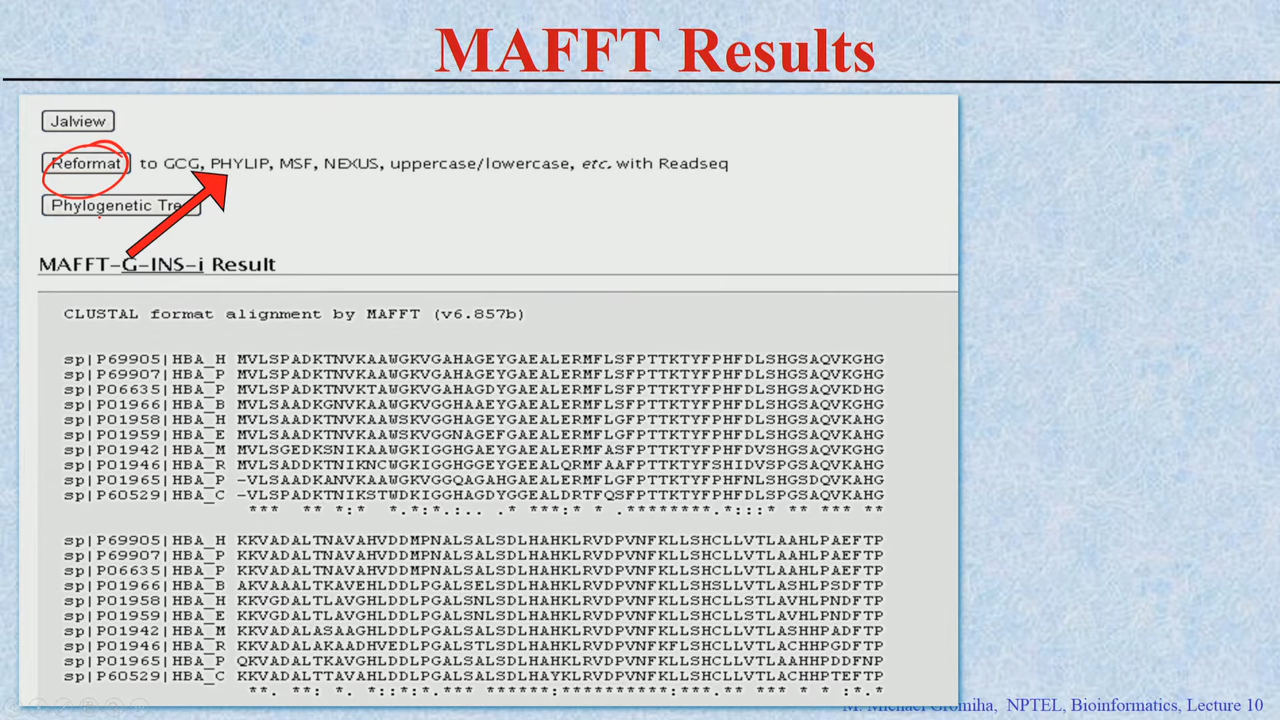 MAFFT Results
Jalview
Reformat to GCG, PHYLIP, MSF, NEXUS, uppercase/lowercase, etc. with Readseq
Phylogenetic Tre
MAFFT-G-INS-i Result
CLUSTAL format alignment by MAFFT (v6.857b)
sp|P69905|HBA_H MVLSPADKTNVKAAWGKVGAHAGEYGAEALERMFLSFPTTKTYFPHFDLSHGSAQVKGHG
sp|P69907|HBA_P MVLSPADKTNVKAAWGKVGAHAGEYGAEALERMFLSFPTTKTYFPHFDLSHGSAQVKGHG
sp|P06635|HBA_P MVLSPADKTNVKTAWGKVGAHAGDYGAEALERMFLSFPTTKTYFPHFDLSHGSAQVKDHG
sp|P01966|HBA_B MVLSAADKGNVKAAWGKVGGHAAEYGAEALERMFLSFPTTKTYFPHFDLSHGSAQVKGHG
sp|P01958|HBA_H MVLSAADKTNVKAAWSKVGGHAGEYGAEALERMFLGFPTTKTYFPHFDLSHGSAQVKAHG
sp|P01959|HBA_E MVLSAADKTNVKAAWSKVGGNAGEFGAEALERMFLGFPTTKTYFPHFDLSHGSAQVKAHG
sp|P01942|HBA_M MVLSGEDKSNIKAAWGKIGGHGAEYGAEALERMFASFPTTKTYFPHFDVSHGSAQVKGHG
sp|P01946|HBA_R MVLSADDKTNIKNCWGKIGGHGGEYGEEALQRMFAAFPTTKTYFSHIDVSPGSAQVKAHG
sp|P01965|HBA_P -VLSAADKANVKAAWGKVGGQAGAHGAEALERMFLGFPTTKTYFPHFNLSHGSDQVKAHG
sp|P60529|HBA_C -VLSPADKTNIKSTWDKIGGHAGDYGGEALDRTFQSFPTTKTYFPHFDLSPGSAQVKAHG
*** ** *:* *.*:*.:.. .* ***:* * .********.*:::* ** *** **
sp|P69905|HBA_H KKVADALTNAVAHVDDMPNALSALSDLHAHKLRVDPVNFKLLSHCLLVTLAAHLPAEFTP
sp|P69907|HBA_P KKVADALTNAVAHVDDMPNALSALSDLHAHKLRVDPVNFKLLSHCLLVTLAAHLPAEFTP
sp|P06635|HBA_P KKVADALTNAVAHVDDMPNALSALSDLHAHKLRVDPVNFKLLSHCLLVTLAAHLPAEFTP
sp|P01966|HBA_B AKVAAALTKAVEHLDDLPGALSELSDLHAHKLRVDPVNFKLLSHSLLVTLASHLPSDFTP
sp|P01958|HBA_H KKVGDALTLAVGHLDDLPGALSNLSDLHAHKLRVDPVNFKLLSHCLLSTLAVHLPNDFTP
sp|P01959|HBA_E KKVGDALTLAVGHLDDLPGALSNLSDLHAHKLRVDPVNFKLLSHCLLSTLAVHLPNDFTP
sp|P01942|HBA_M KKVADALASAAGHLDDLPGALSALSDLHAHKLRVDPVNFKLLSHCLLVTLASHHPADFTP
sp|P01946|HBA_R KKVADALAKAADHVEDLPGALSTLSDLHAHKLRVDPVNFKFLSHCLLVTLACHHPGDFTP
sp|P01965|HBA_P QKVADALTKAVGHLDDLPGALSALSDLHAHKLRVDPVNFKLLSHCLLVTLAAHHPDDFNP
sp|P60529|HBA_C KKVADALTTAVAHLDDLPGALSALSDLHAYKLRVDPVNFKLLSHCLLVTLACHHPTEFTP
**. **: *. *::*:*.*** ******:**********:***.** *** * * :*.*
M. Michael Gromiha, NPTEL, Bioinformatics, Lecture 10